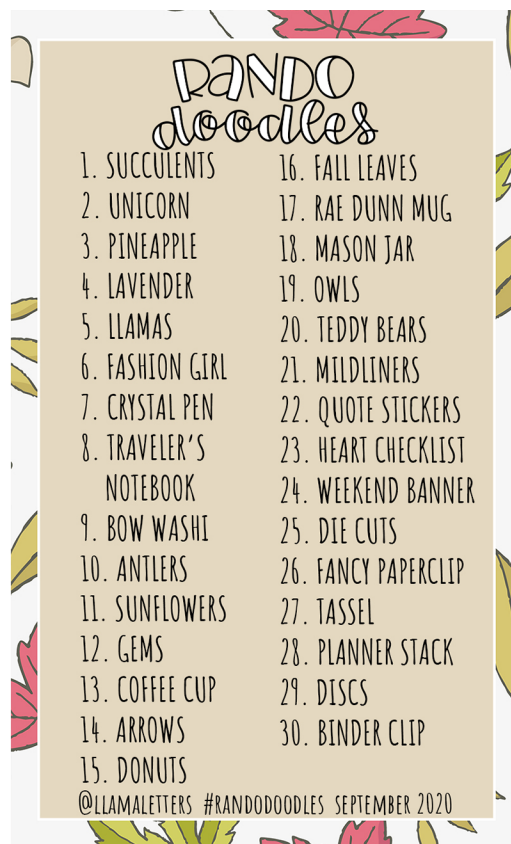 RANDO
doodles
1. SUCCULENTS
2. UNICORN
3. PINEAPPLE
4. LAVENDER
5. LLAMAS
6. FASHION GIRL
7. CRYSTAL PEN
8. TRAVELER'S
NOTEBOOK
9. BOW WASHI
10. ANTLERS
11. SUNFLOWERS
12. GEMS
13. COFFEE CUP
14. ARROWS
15. DONUTS
16. FALL LEAVES
17. RAE DUNN MUG
18. MASON JAR
19. OWLS
20. TEDDY BEARS
21. MILDLINERS
22. QUOTE STICKERS
23. HEART CHECKLIST
24. WEEKEND BANNER
25. DIE CUTS
26. FANCY PAPERCLIP
27. TASSEL
28. PLANNER STACK
29. DISCS
30. BINDER CLIP
@LLAMALETTERS #RANDODOODLES SEPTEMBER 2020